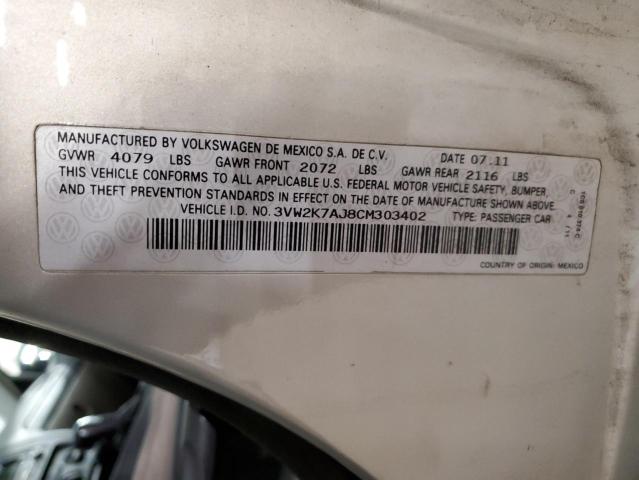 MANUFACTURED BY VOLKSWAGEN DE MEXICO S.A. DE C.V. DATE 07.11
GVWR 4079 LBS GAWR FRONT 2072 LBS GAWR REAR 2116 LBS
THIS VEHICLE CONFORMS TO ALL APPLICABLE U.S. FEDERAL MOTOR VEHICLE SAFETY, BUMPER,
AND THEFT PREVENTION STANDARDS IN EFFECT ON THE DATE OF MANUFACTURE SHOWN ABOVE.
VEHICLE I.D. NO. 3VW2K7AJ8CM303402 TYPE: PASSENGER CAR
COUNTRY OF ORIGIN: MEXICO